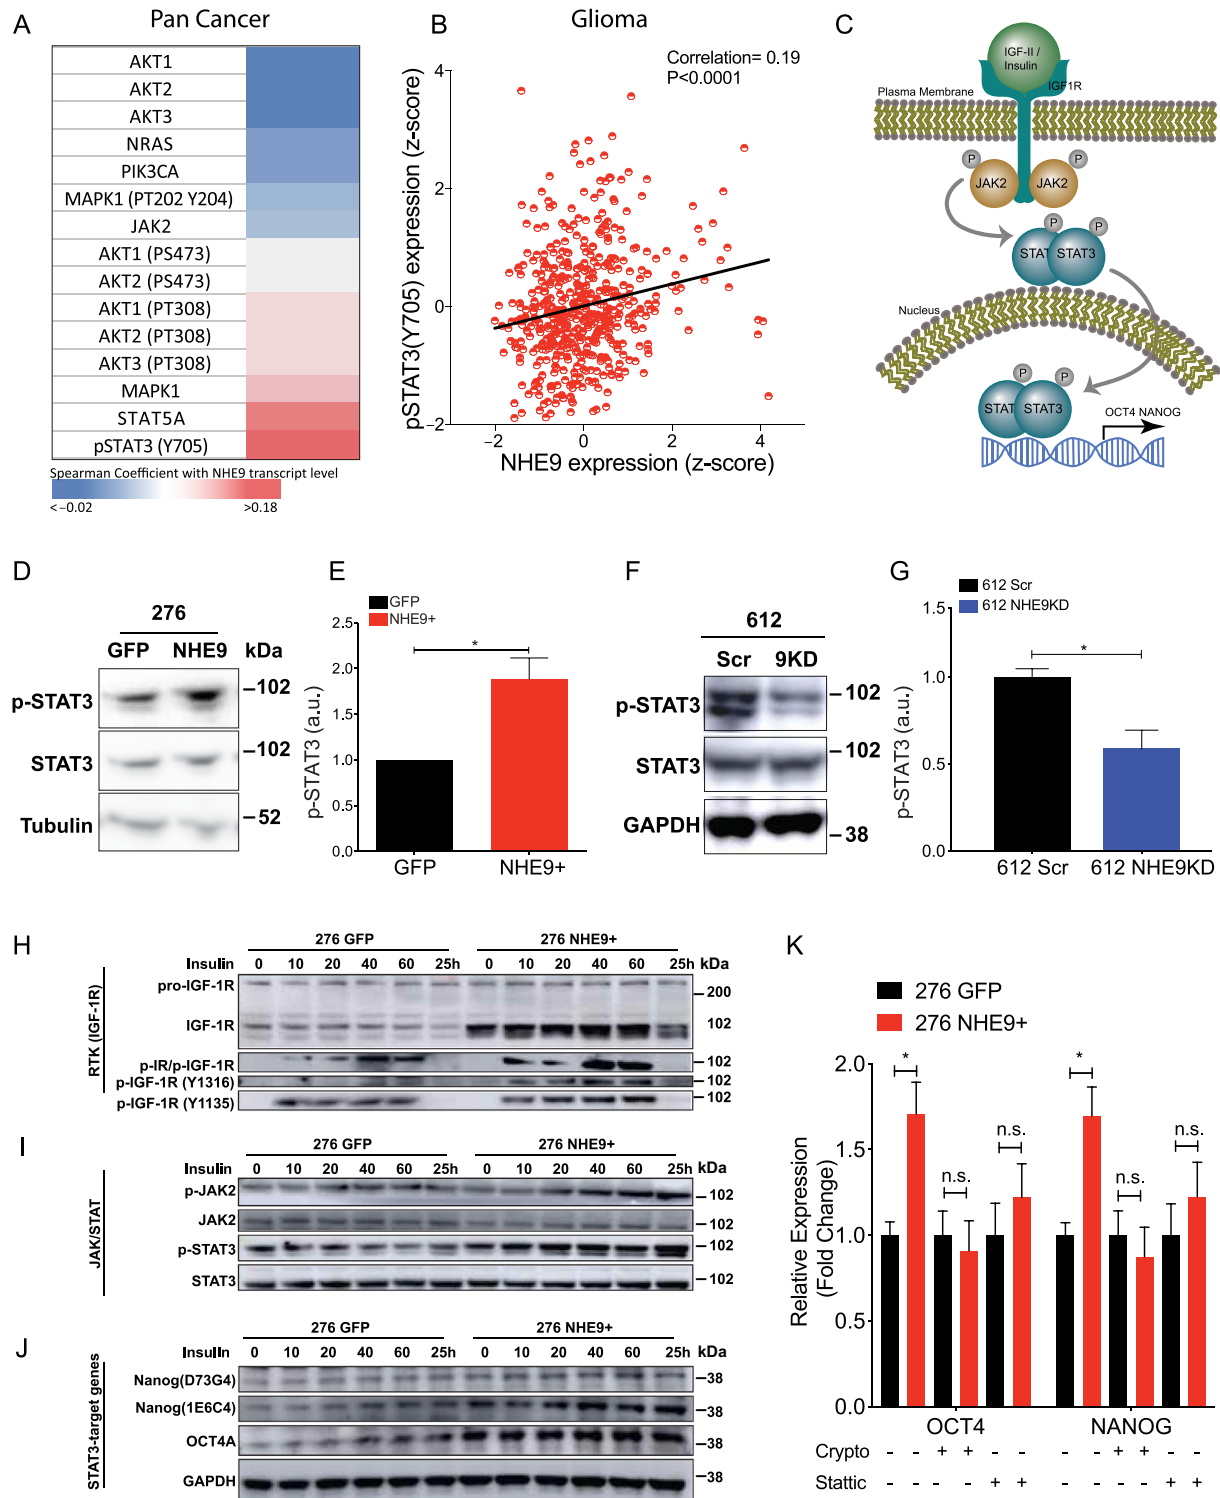 A
Pan Cancer
AKT1
AKT2
AKT3
NRAS
PIK3CA
MAPK1 (PT202 Y204)
JAK2
AKT1 (PS473)
AKT2 (PS473)
AKT1 (PT308)
AKT2 (PT308)
AKT3 (PT308)
MAPK1
STAT5A
pSTAT3 (Y705)
Spearman Coefficient with NHE9 transcript level
<−0.02 >0.18
B
Glioma
Correlation= 0.19
P<0.0001
pSTAT3(Y705) expression (z-score)
4
2
0
−2
−2 0 2 4
NHE9 expression (z-score)
C
IGF-II /
Insulin
IGF1R
Plasma Membrane
P P
JAK2 JAK2
P P
STAT STAT3
Nucleus
P P
STAT STAT3
OCT4 NANOG
D
276
GFP NHE9 kDa
p-STAT3 −102
STAT3 −102
Tubulin −52
E
GFP
NHE9+
p-STAT3 (a.u.)
2.5
2.0
1.5
1.0
0.5
0.0
*
GFP NHE9+
F
612
Scr 9KD
p-STAT3 −102
STAT3 −102
GAPDH −38
G
612 Scr
612 NHE9KD
p-STAT3 (a.u.)
1.5
1.0
0.5
0.0
*
612 Scr 612 NHE9KD
H
276 GFP 276 NHE9+
Insulin 0 10 20 40 60 25h 0 10 20 40 60 25h kDa
RTK (IGF-1R)
pro-IGF-1R
200
IGF-1R 102
p-IR/p-IGF-1R 102
p-IGF-1R (Y1316) 102
p-IGF-1R (Y1135) 102
I
276 GFP 276 NHE9+
Insulin 0 10 20 40 60 25h 0 10 20 40 60 25h kDa
JAK/STAT
p-JAK2 102
JAK2 102
p-STAT3 102
STAT3 102
J
276 GFP 276 NHE9+
Insulin 0 10 20 40 60 25h 0 10 20 40 60 25h kDa
STAT3-target genes
Nanog(D73G4) −38
Nanog(1E6C4) −38
OCT4A −38
GAPDH −38
K
276 GFP
276 NHE9+
Relative Expression
(Fold Change)
2.0
1.5
1.0
0.5
0.0
* n.s. n.s. * n.s. n.s.
OCT4 NANOG
Crypto - - + + - - - - + + - -
Stattic - - - - + + - - - - + +